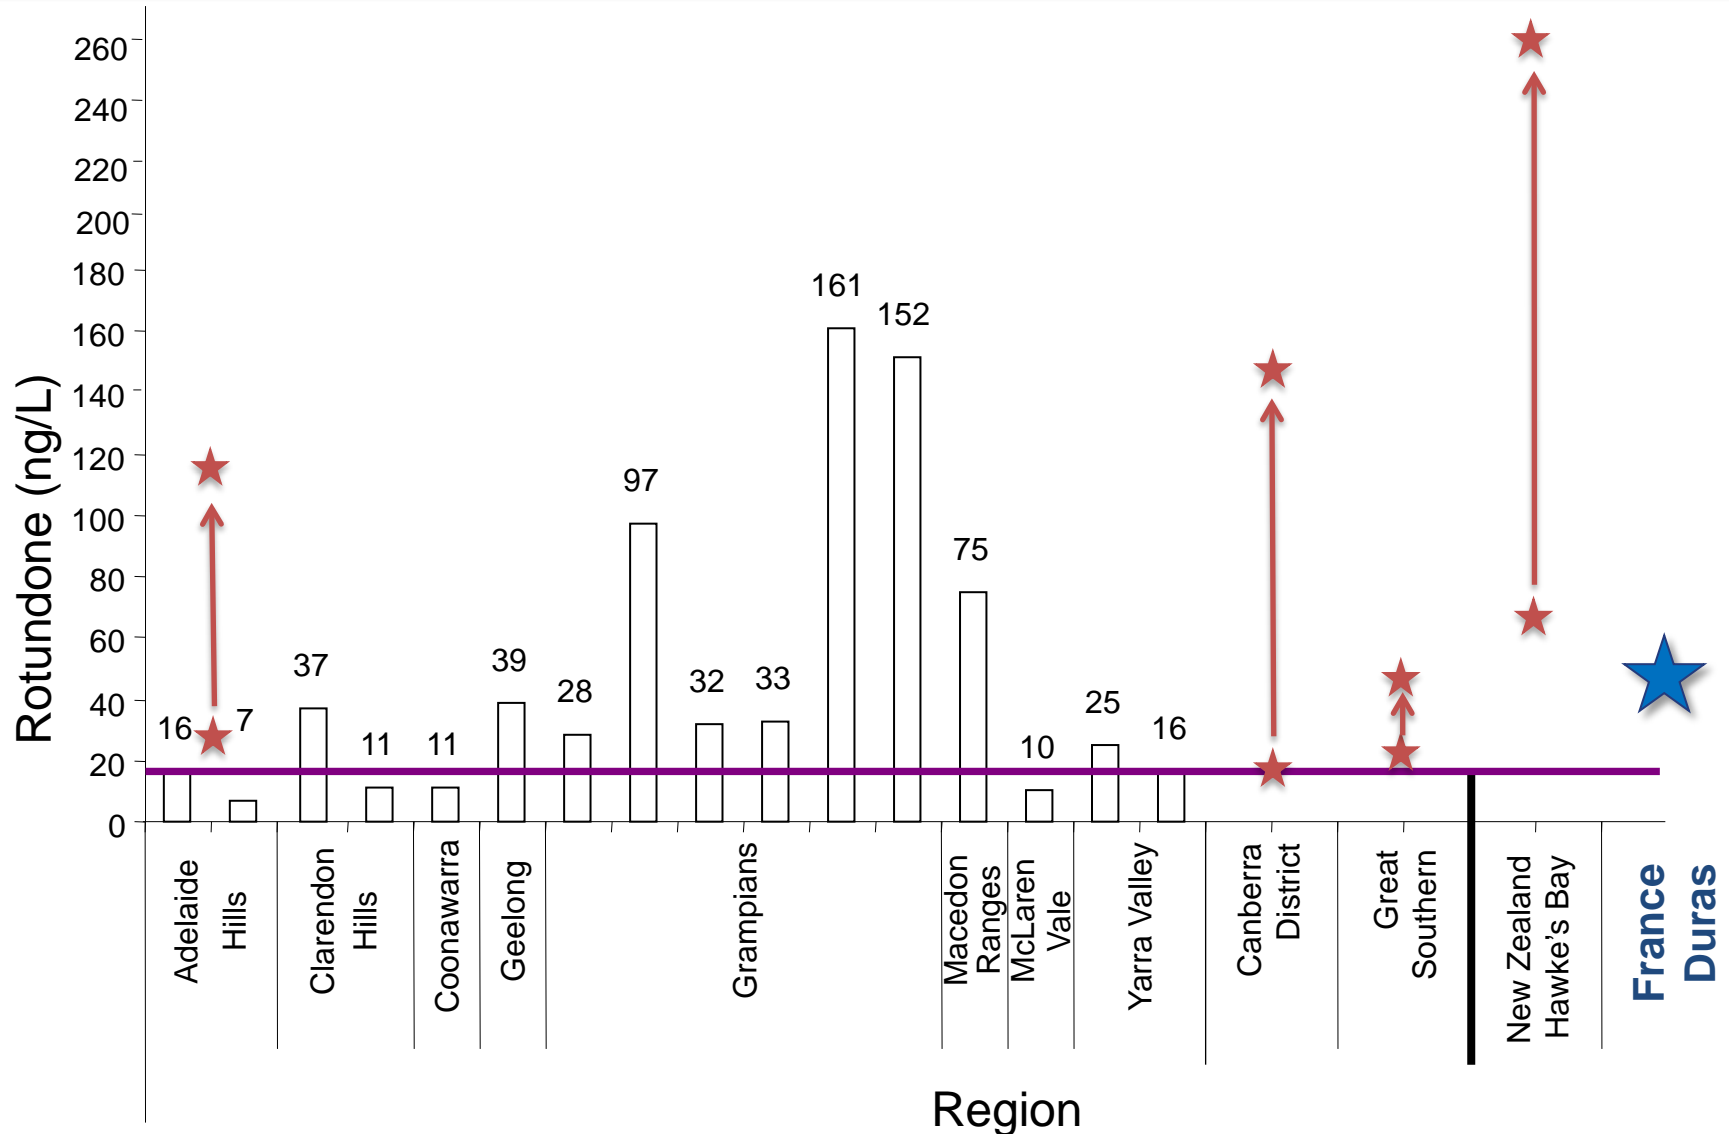 260
240
220
200
180
160
140
120
100
80
60
40
20
0
Rotundone (ng/L)
16
7
37
11
11
39
28
97
32
33
161
152
75
10
25
16
Adelaide
Hills
Clarendon
Hills
Coonawarra
Geelong
Grampians
Macedon
Ranges
McLaren
Vale
Yarra Valley
Canberra
District
Great
Southern
New Zealand
Hawke's Bay
France
Duras
Region